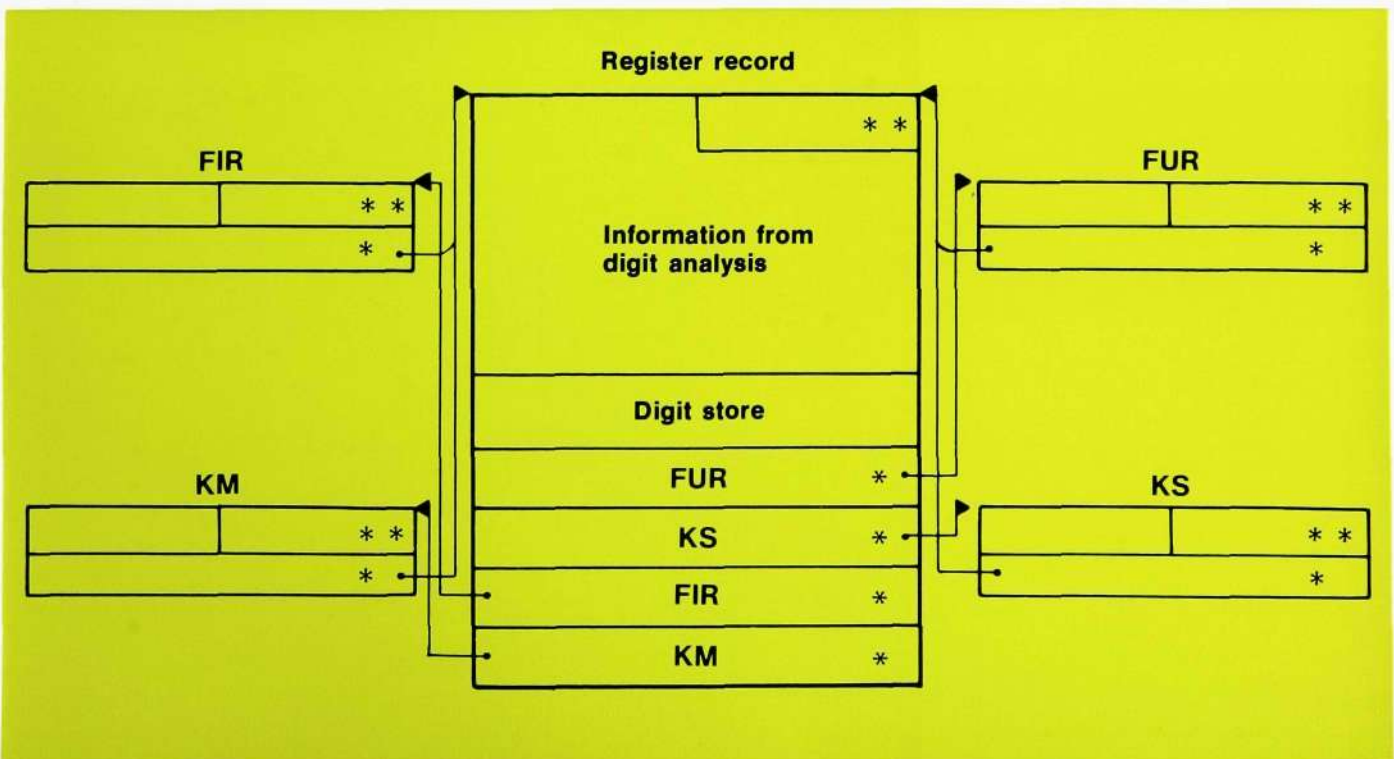 Register record
* *
FIR
* *
*
FUR
* *
*
Information from
digit analysis
Digit store
FUR *
KS *
FIR *
KM *
KM
* *
*
KS
* *
*